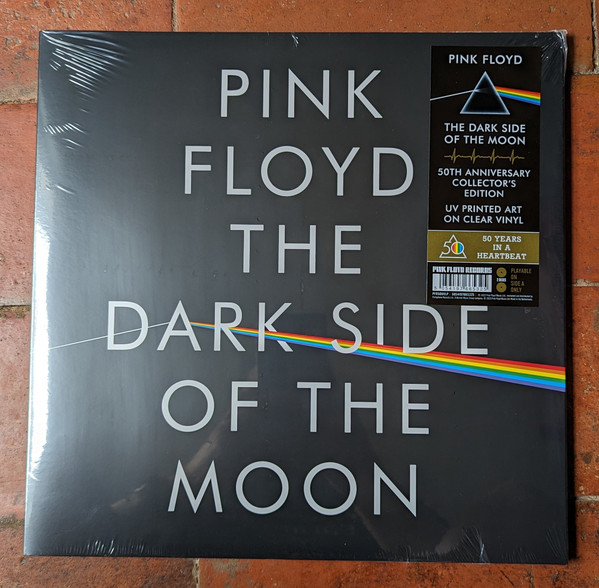 PINK
FLOYD
THE
DARK SIDE
OF THE
MOON
PINK FLOYD
THE DARK SIDE
OF THE MOON
50TH ANNIVERSARY
COLLECTOR'S
EDITION
UV PRINTED ART
ON CLEAR VINYL
50
50 YEARS
IN A
HEARTBEAT
PINK FLOYD RECORDS
PLAYABLE
ON
SIDE A
ONLY